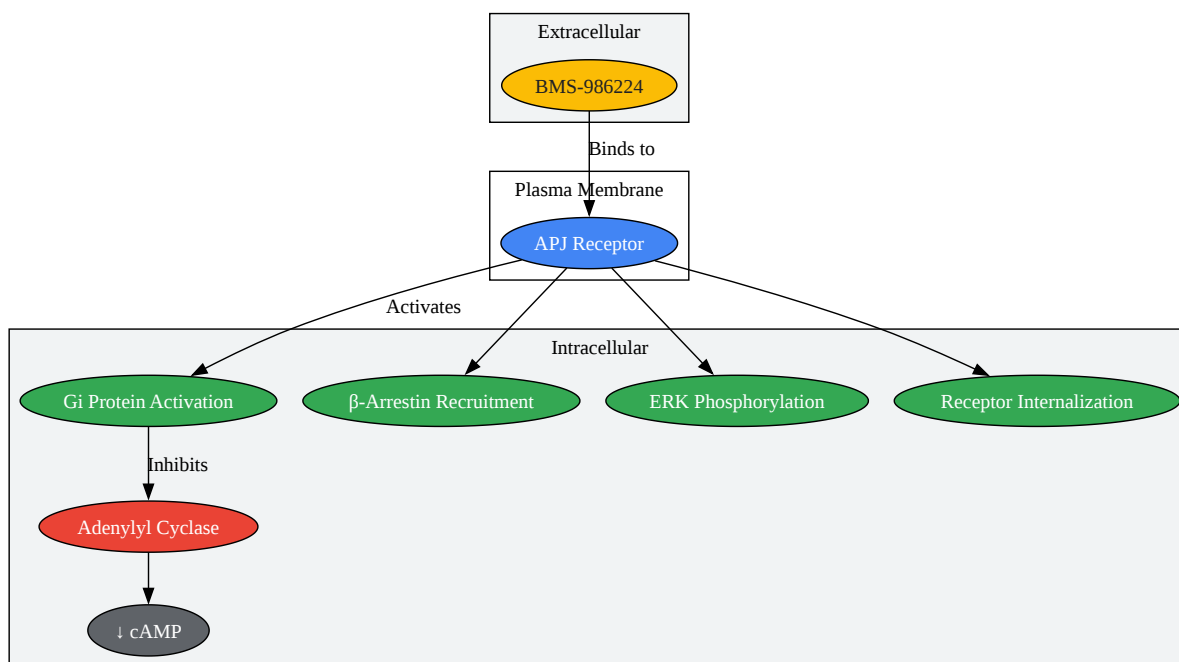 Extracellular
BMS-986224
Binds to
Plasma Membrane
APJ Receptor
Activates
Intracellular
Gi Protein Activation
β-Arrestin Recruitment
ERK Phosphorylation
Receptor Internalization
Inhibits
Adenylyl Cyclase
↓ cAMP